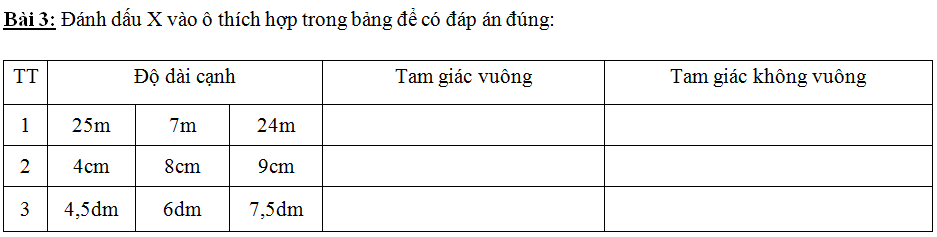 Bài 3: Đánh dấu X vào ô thích hợp trong bảng để có đáp án đúng:
TT Độ dài cạnh Tam giác vuông Tam giác không vuông
1 25m 7m 24m
2 4cm 8cm 9cm
3 4,5dm 6dm 7,5dm